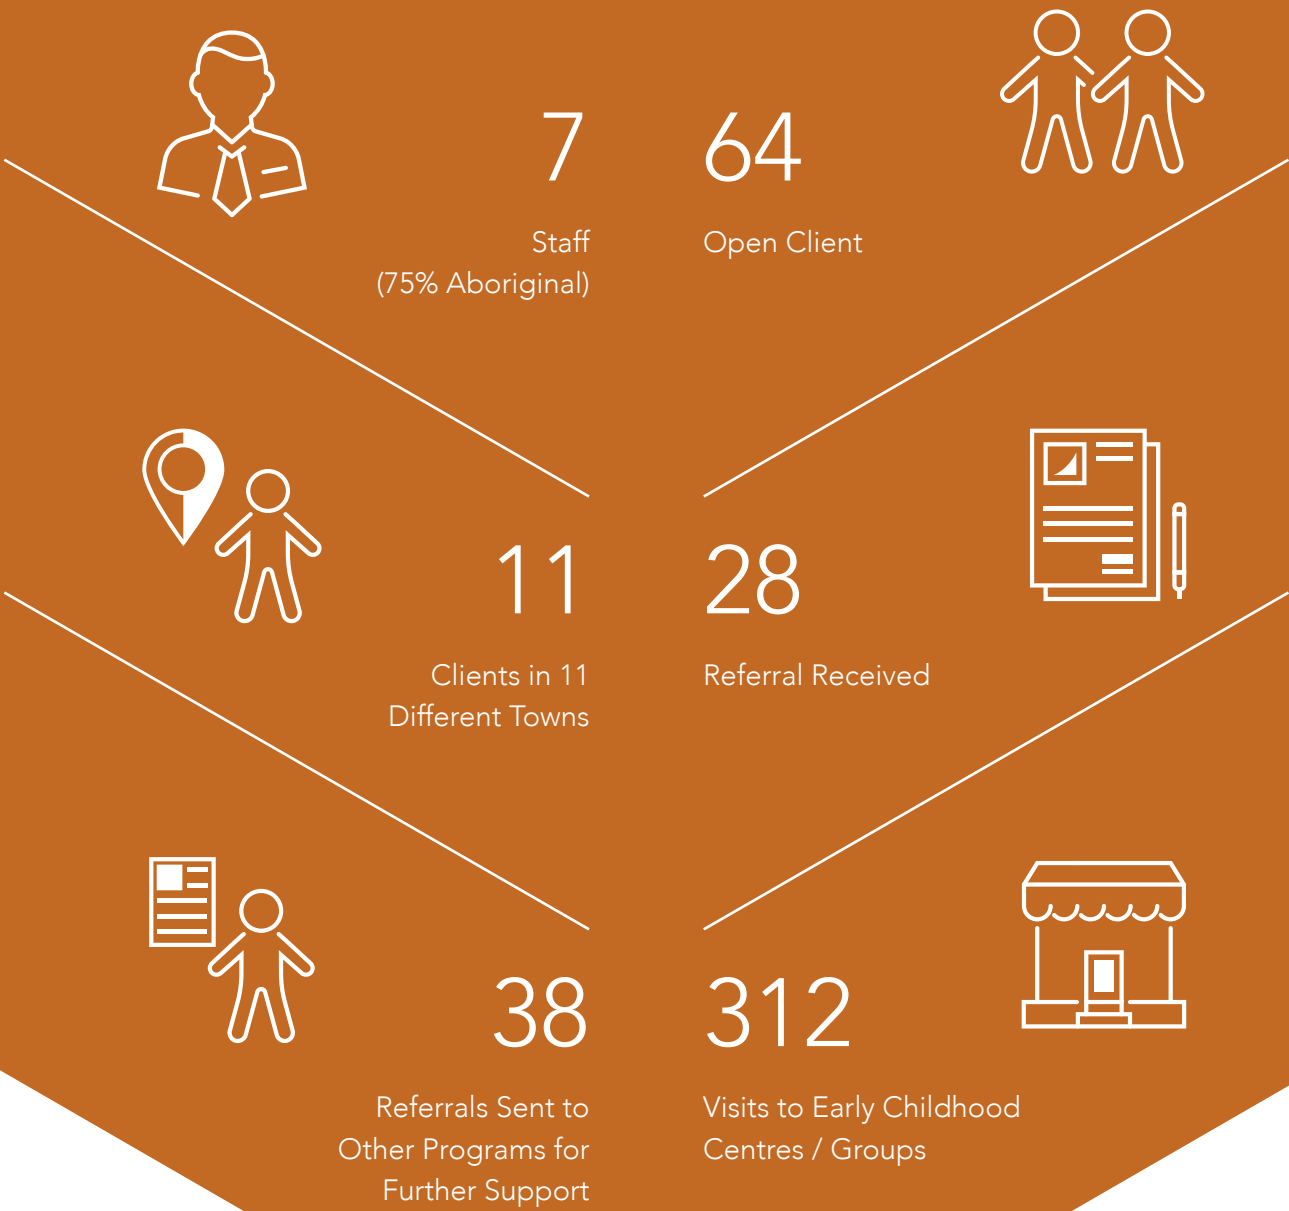 7
Staff
(75% Aboriginal)
64
Open Client
11
Clients in 11
Different Towns
28
Referral Received
38
Referrals Sent to
Other Programs for
Further Support
312
Visits to Early Childhood
Centres / Groups